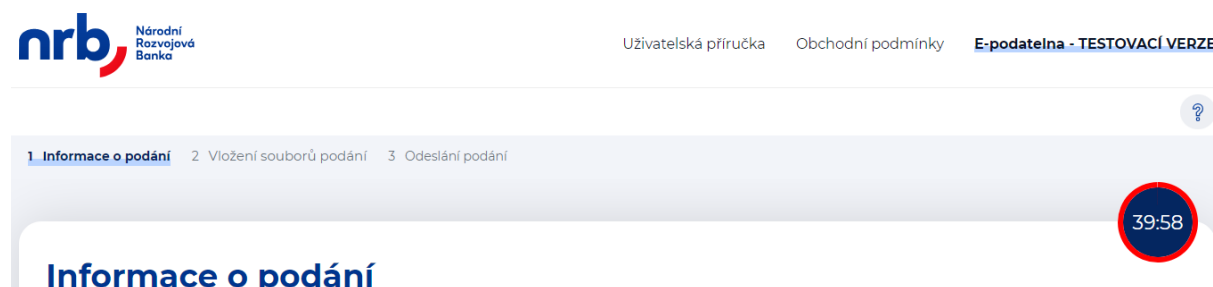 nrb
Národní
Rozvojová
Banka
Uživatelská příručka Obchodní podmínky E-podatelna - TESTOVACÍ VERZE
?
1 Informace o podání 2 Vložení souborů podání 3 Odeslání podání
39:58
Informace o podání